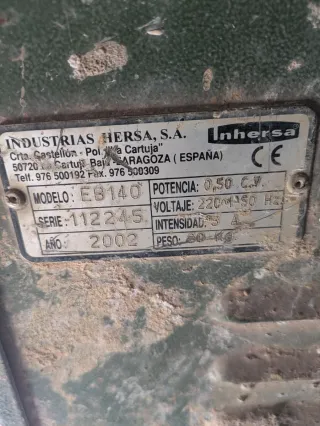 INDUSTRIAS HERSA, S.A. Inhersa
Crta. Castellón - Pol. "La Cartuja"
50720 La Cartuja Baja ZARAGOZA (ESPAÑA) CE
Telf. 976 500192 Fax. 976 500309
MODELO: EB140 POTENCIA: 0,50 C.V.
SERIE: 112245 VOLTAJE: 220
AÑO: 2002 INTENSIDAD:
PESO: